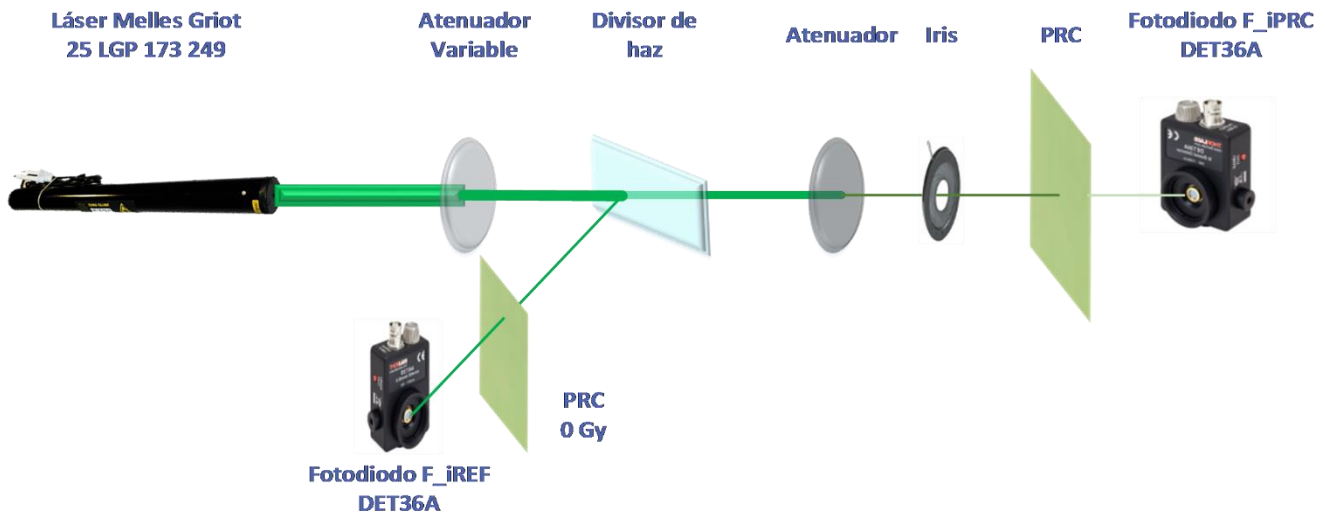 Láser Melles Griot
25 LGP 173 249
Atenuador
Variable
Divisor de
haz
Atenuador
Iris
PRC
Fotodiodo F_iPRC
DET36A
PRC
0 Gy
Fotodiodo F_iREF
DET36A